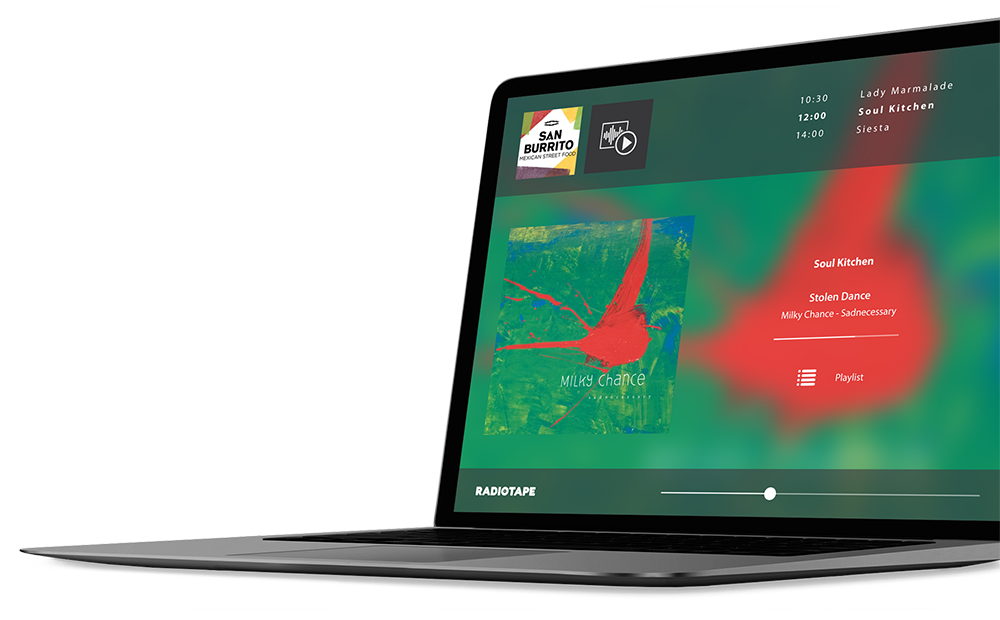 SAN
BURRITO
MEXICAN STREET FOOD
10:30 Lady Marmalade
12:00 Soul Kitchen
14:00 Siesta
MILKY Chance
SADNECESSARY
Soul Kitchen
Stolen Dance
Milky Chance - Sadnecessary
Playlist
RADIOTAPE